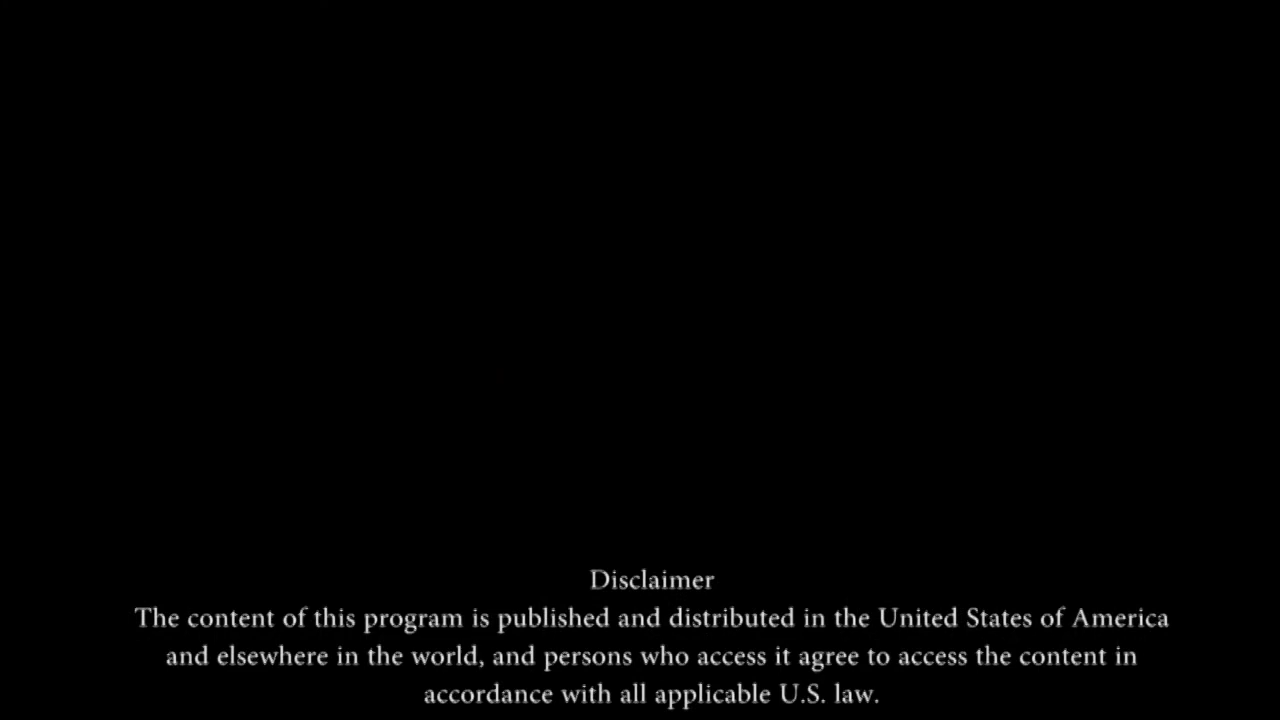 Disclaimer
The content of this program is published and distributed in the United States of America
and elsewhere in the world, and persons who access it agree to access the content in
accordance with all applicable U.S. law.